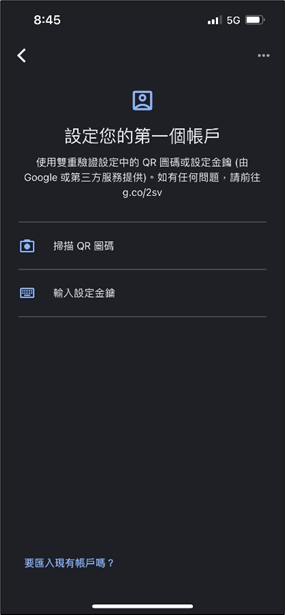 8:45
5G
設定您的第一個帳戶
使用雙重驗證設定中的 QR 圖碼或設定金鑰 (由
Google 或第三方服務提供)。如有任何問題，請前往
g.co/2sv
掃描 QR 圖碼
輸入設定金鑰
要匯入現有帳戶嗎？